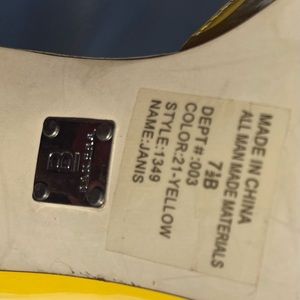 MADE IN CHINA
ALL MAN MADE MATERIALS
7½B
DEPT#:003
COLOR:21-YELLOW
STYLE:1349
NAME:JANIS